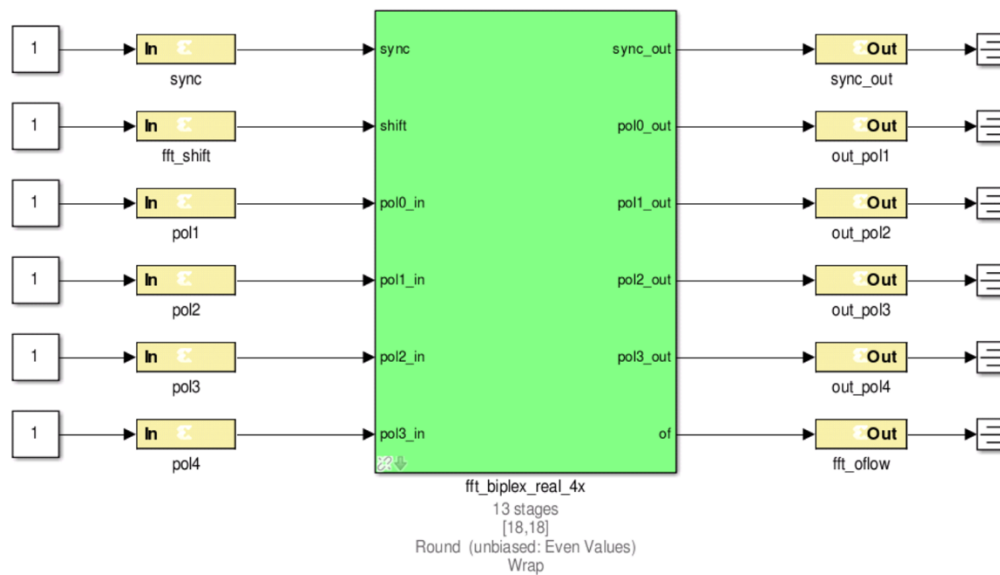 1 In sync sync_out Out
sync sync_out
1 In shift pol0_out Out
fft_shift out_pol1
1 In pol0_in pol1_out Out
pol1 out_pol2
1 In pol1_in pol2_out Out
pol2 out_pol3
1 In pol2_in pol3_out Out
pol3 out_pol4
1 In pol3_in of Out
pol4 fft_oflow
fft_biplex_real_4x
13 stages
[18,18]
Round (unbiased: Even Values)
Wrap